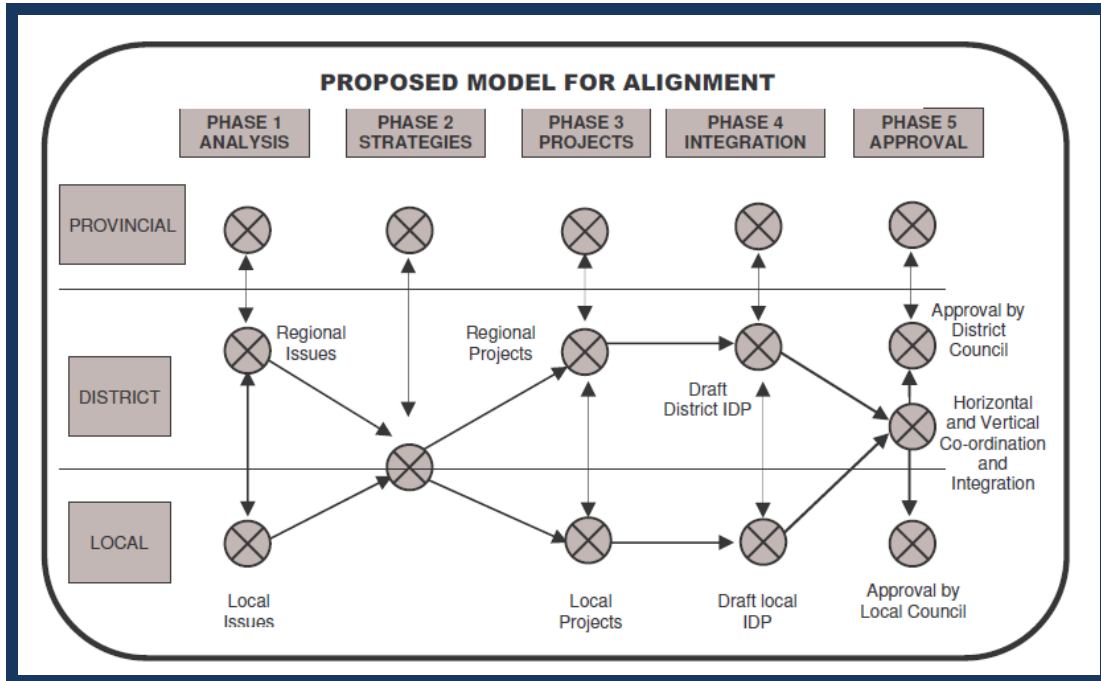 PROPOSED MODEL FOR ALIGNMENT
PHASE 1
ANALYSIS
PHASE 2
STRATEGIES
PHASE 3
PROJECTS
PHASE 4
INTEGRATION
PHASE 5
APPROVAL
PROVINCIAL
DISTRICT
LOCAL
Regional
Issues
Regional
Projects
Draft
District IDP
Approval by
District
Council
Horizontal
and Vertical
Co-ordination
and
Integration
Local
Issues
Local
Projects
Draft local
IDP
Approval by
Local Council